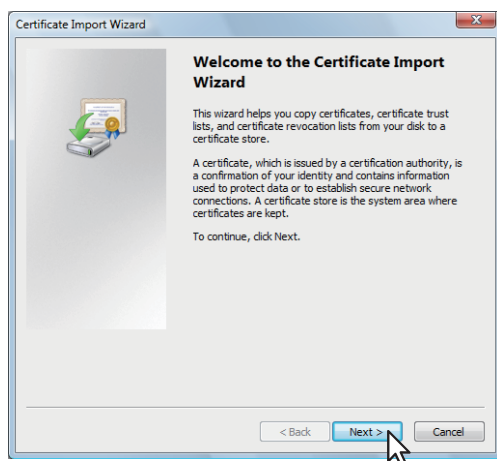 Certificate Import Wizard
Welcome to the Certificate Import
Wizard
This wizard helps you copy certificates, certificate trust
lists, and certificate revocation lists from your disk to a
certificate store.
A certificate, which is issued by a certification authority, is
a confirmation of your identity and contains information
used to protect data or to establish secure network
connections. A certificate store is the system area where
certificates are kept.
To continue, click Next.
< Back Next > Cancel